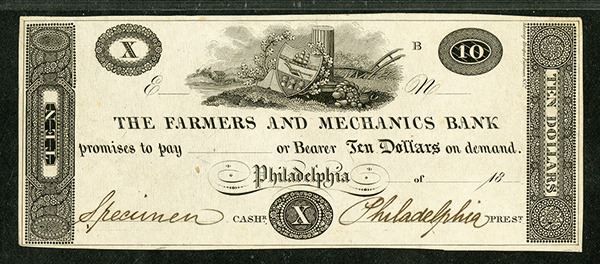 X
B
10
E
No
THE FARMERS AND MECHANICS BANK
promises to pay or Bearer Ten Dollars on demand.
Philadelphia of 18
Specimen CASHR. X Philadelphia PREST.
TEN DOLLARS